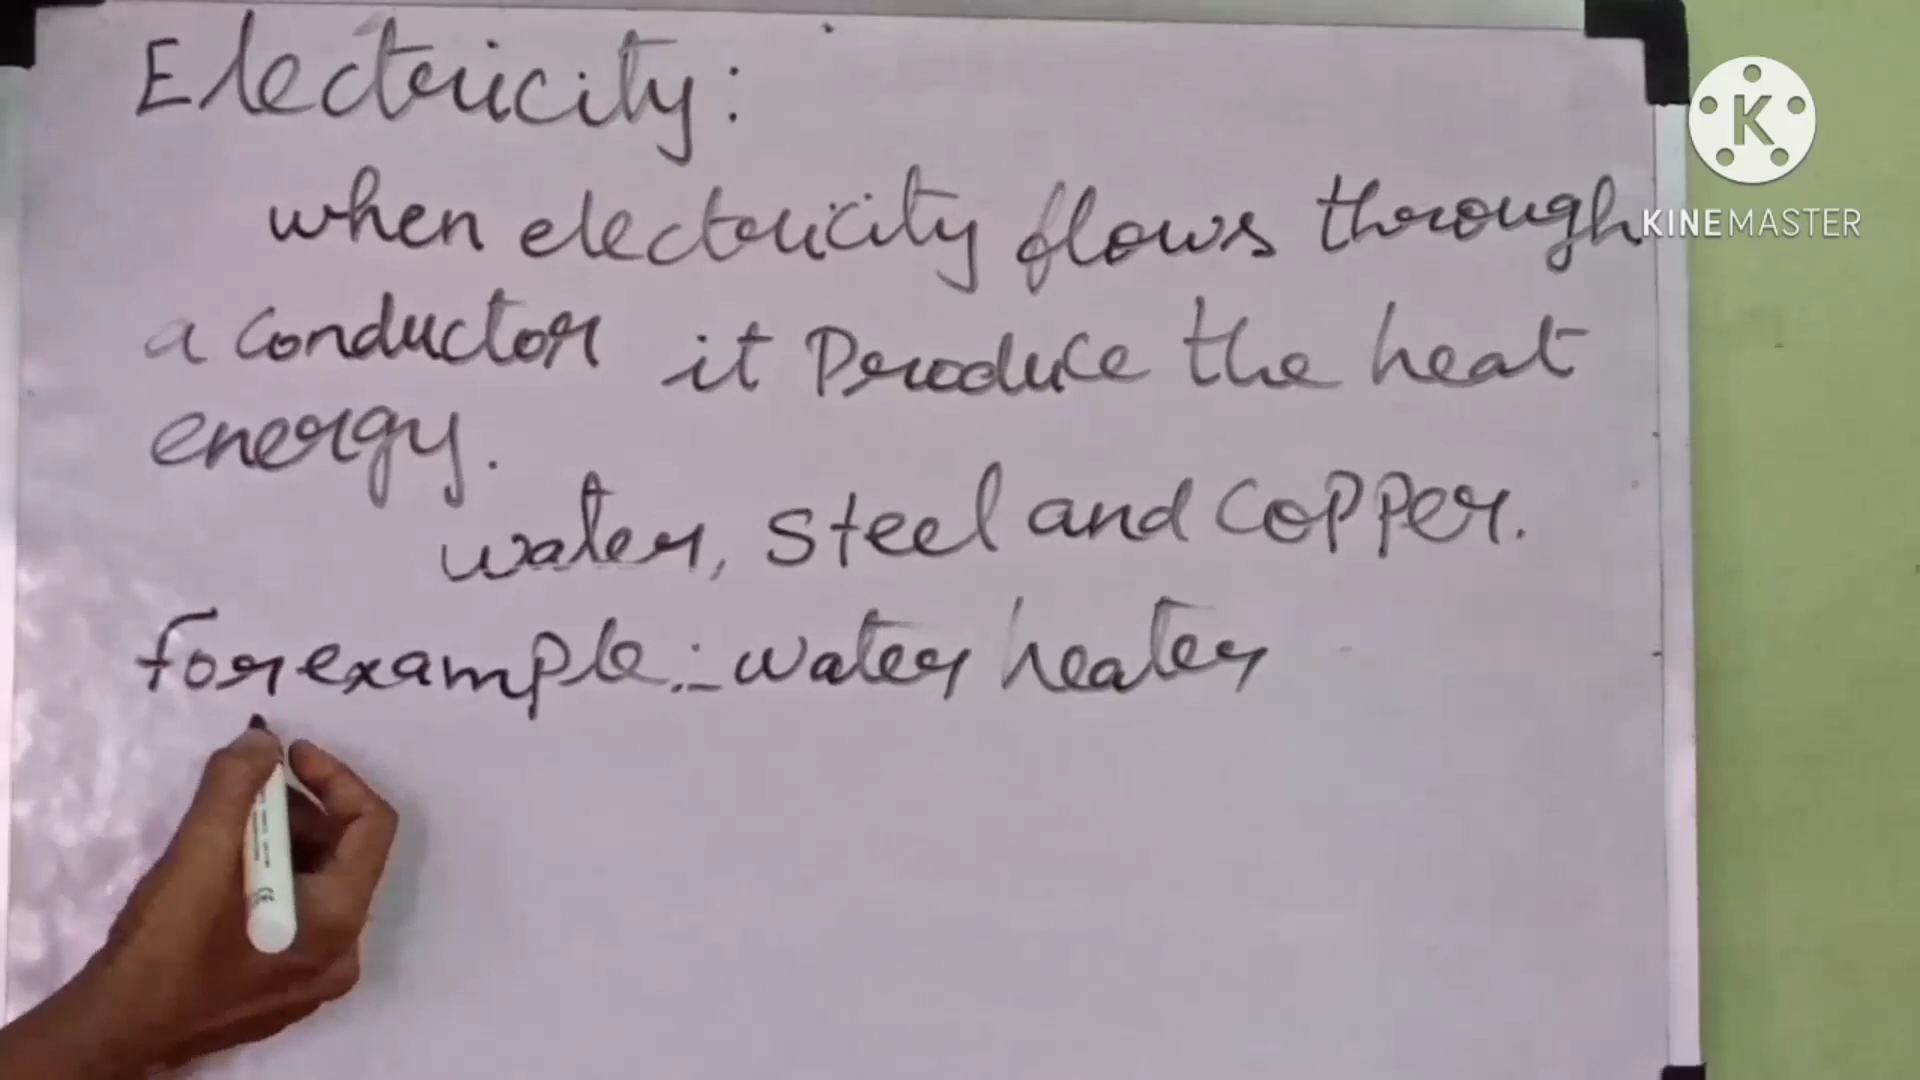 Electricity:
when electricity flows through
a conductor it Produce the heat
energy.
water, steel and copper.
for example:- water heater
K
KINEMASTER